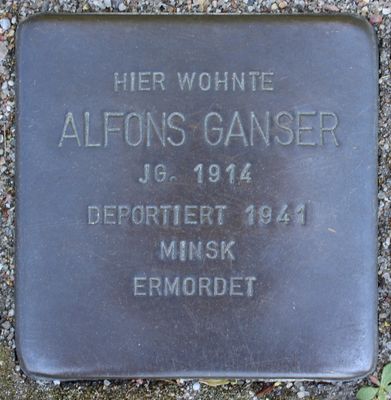 HIER WOHNTE
ALFONS GANSER
JG. 1914
DEPORTIERT 1941
MINSK
ERMORDET